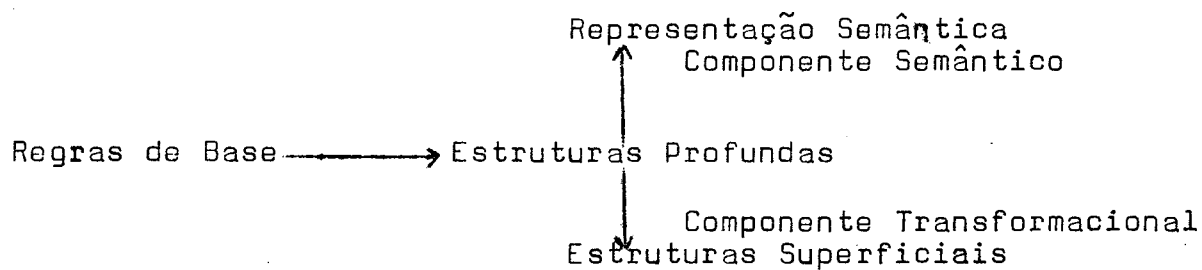 Representação Semântica
Componente Semântico
Regras de Base Estruturas Profundas
Componente Transformacional
Estruturas Superficiais